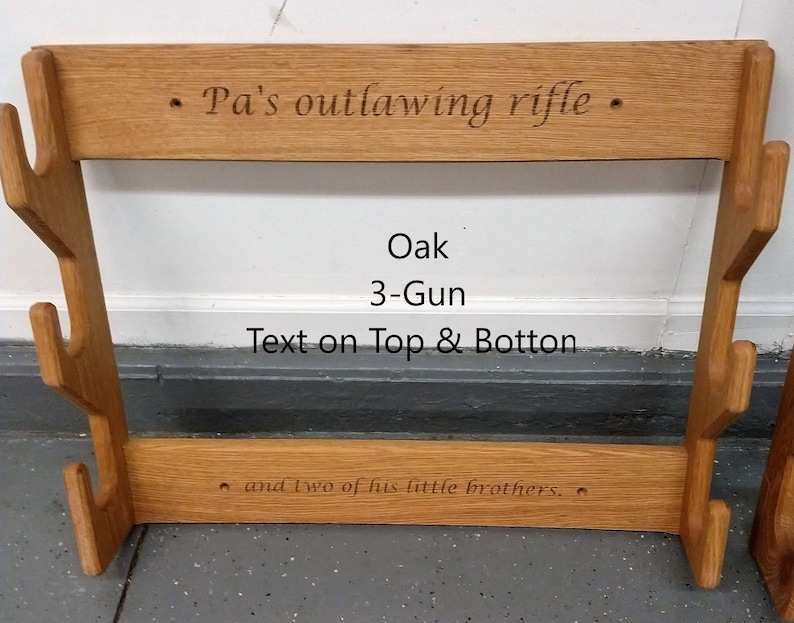 Pa's outlawing rifle
Oak
3-Gun
Text on Top & Botton
and two of his little brothers.